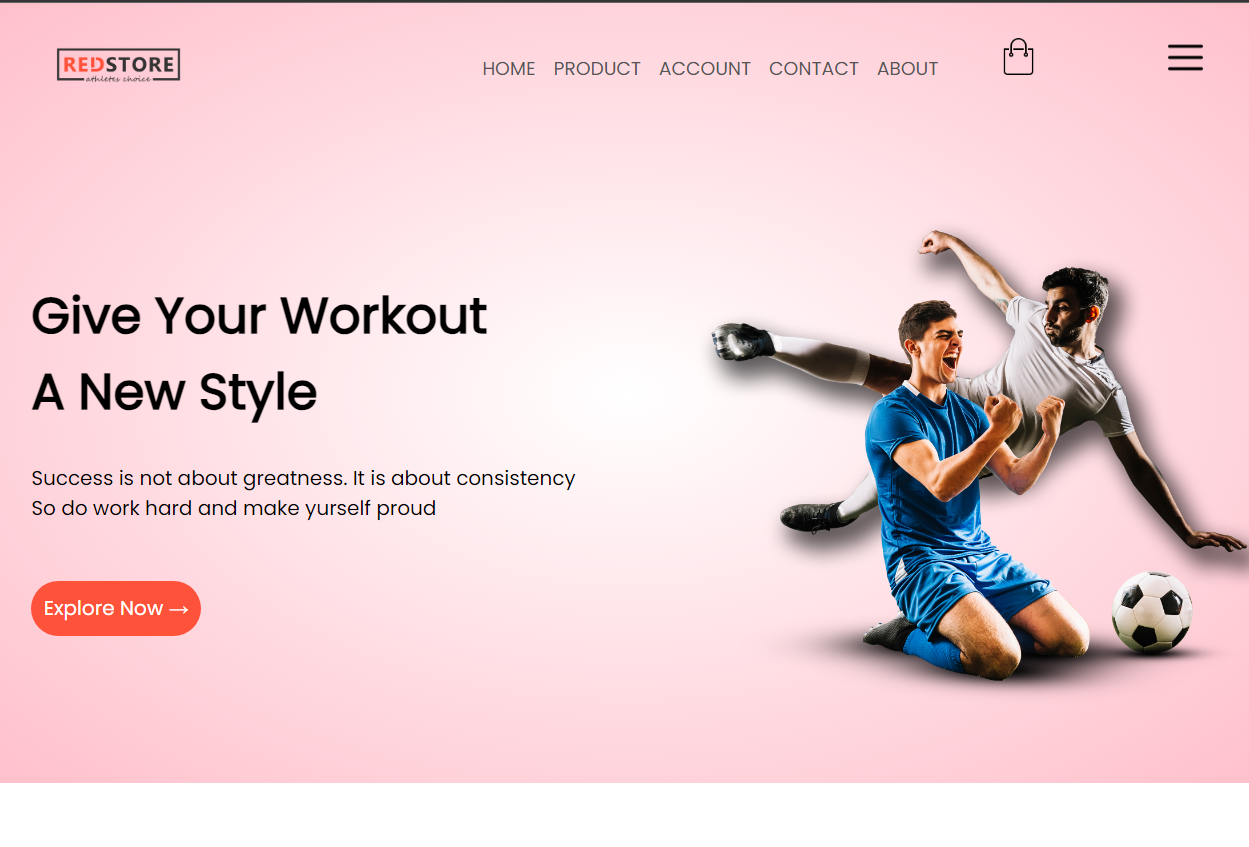 REDSTORE
athletes choice
HOME PRODUCT ACCOUNT CONTACT ABOUT
Give Your Workout
A New Style
Success is not about greatness. It is about consistency
So do work hard and make yurself proud
Explore Now →